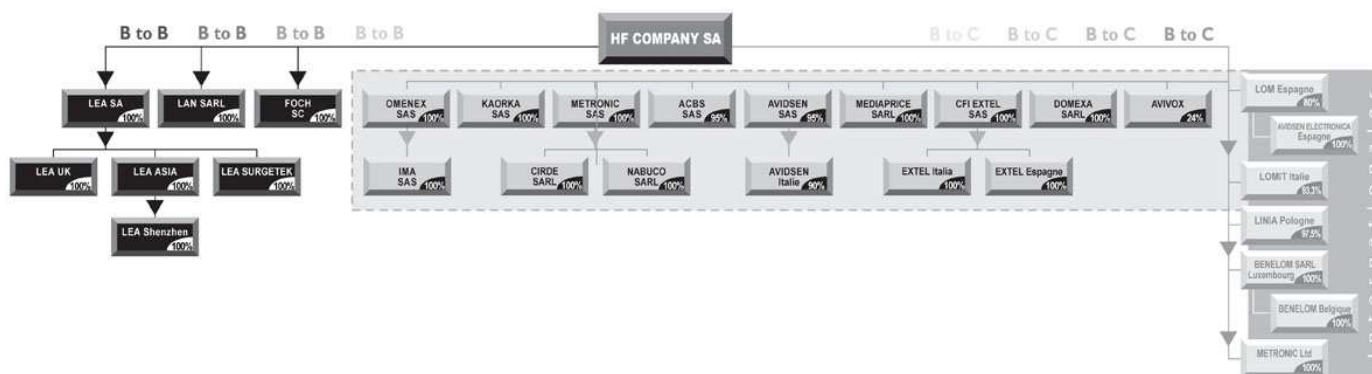 B to B B to B B to B B to B HF COMPANY SA B to C B to C B to C B to C
LEA SA
100%
LAN SARL
100%
FOCH
SC 100%
LEA UK
100%
LEA ASIA
100%
LEA SURGETEK
100%
LEA Shenzhen
100%
OMENEX
SAS 100%
KAORKA
SAS 100%
METRONIC
SAS 100%
ACBS
SAS 95%
AVIDSEN
SAS 95%
MEDIAPRICE
SARL 100%
CFI EXTEL
SAS 100%
DOMEXA
SARL 100%
AVIVOX
24%
IMA
SAS 100%
CIRDE
SARL 100%
NABUCO
SARL 100%
AVIDSEN
Italie 90%
EXTEL Italia
100%
EXTEL Espagne
100%
LOM Espagne
80%
AVIDSEN ELECTRONICA
Espagne
100%
LOMIT Italie
93,3%
LINIA Pologne
97,5%
BENELOM SARL
Luxembourg 100%
BENELOM Belgique
100%
METRONIC Ltd
100%